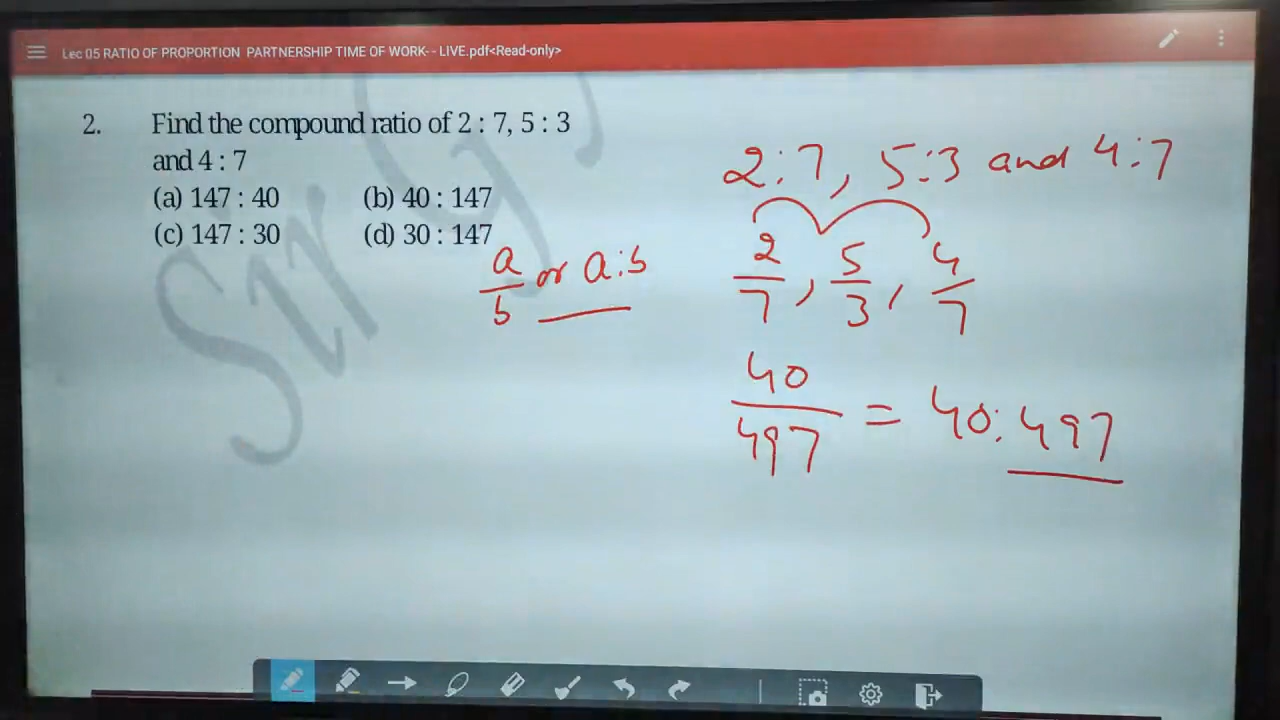 Lec 05 RATIO OF PROPORTION PARTNERSHIP TIME OF WORK-- LIVE.pdf<Read-only>
2. Find the compound ratio of 2 : 7, 5 : 3
and 4 : 7
(a) 147 : 40 (b) 40 : 147
(c) 147 : 30 (d) 30 : 147
a/b or a:b
2:7, 5:3 and 4:7
2/7, 5/3, 4/7
40/497 = 40:497
Sir G